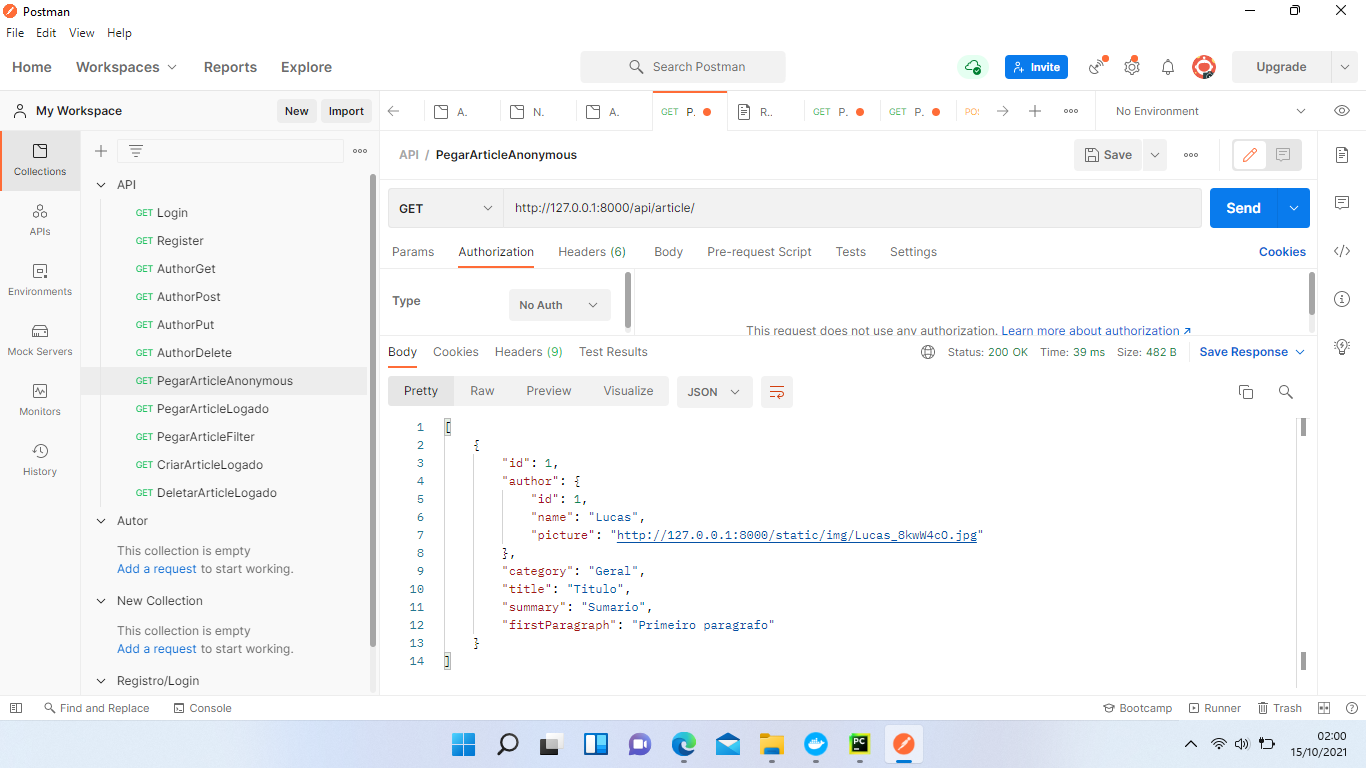 Postman
File Edit View Help
Home Workspaces Reports Explore
Search Postman
Invite
Upgrade
My Workspace
New Import
A.
N.
A.
GET P.
R..
GET P.
GET P.
POS
No Environment
Collections
APIs
Environments
Mock Servers
Monitors
History
API
GET Login
GET Register
GET AuthorGet
GET AuthorPost
GET AuthorPut
GET AuthorDelete
GET PegarArticleAnonymous
GET PegarArticleLogado
GET PegarArticleFilter
GET CriarArticleLogado
GET DeletarArticleLogado
Autor
This collection is empty
Add a request to start working.
New Collection
This collection is empty
Add a request to start working.
Registro/Login
API / PegarArticleAnonymous
Save
GET
http://127.0.0.1:8000/api/article/
Send
Params Authorization Headers (6) Body Pre-request Script Tests Settings
Cookies
Type
No Auth
This request does not use any authorization. Learn more about authorization ↗
Body Cookies Headers (9) Test Results
Status: 200 OK Time: 39 ms Size: 482 B
Save Response
Pretty Raw Preview Visualize JSON
1 [
2 {
3 "id": 1,
4 "author": {
5 "id": 1,
6 "name": "Lucas",
7 "picture": "http://127.0.0.1:8000/static/img/Lucas_8kwW4cO.jpg"
8 },
9 "category": "Geral",
10 "title": "Titulo",
11 "summary": "Sumario",
12 "firstParagraph": "Primeiro paragrafo"
13 }
14 ]
Find and Replace
Console
Bootcamp
Runner
Trash
PC
02:00
15/10/2021